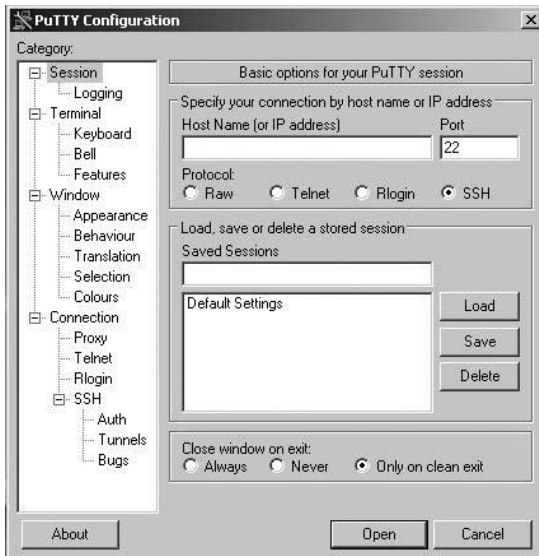 PuTTY Configuration
Category:
Session
Logging
Terminal
Keyboard
Bell
Features
Window
Appearance
Behaviour
Translation
Selection
Colours
Connection
Proxy
Telnet
Rlogin
SSH
Auth
Tunnels
Bugs
Basic options for your PuTTY session
Specify your connection by host name or IP address
Host Name (or IP address) Port
22
Protocol:
Raw Telnet Rlogin SSH
Load, save or delete a stored session
Saved Sessions
Default Settings
Load
Save
Delete
Close window on exit:
Always Never Only on clean exit
About Open Cancel